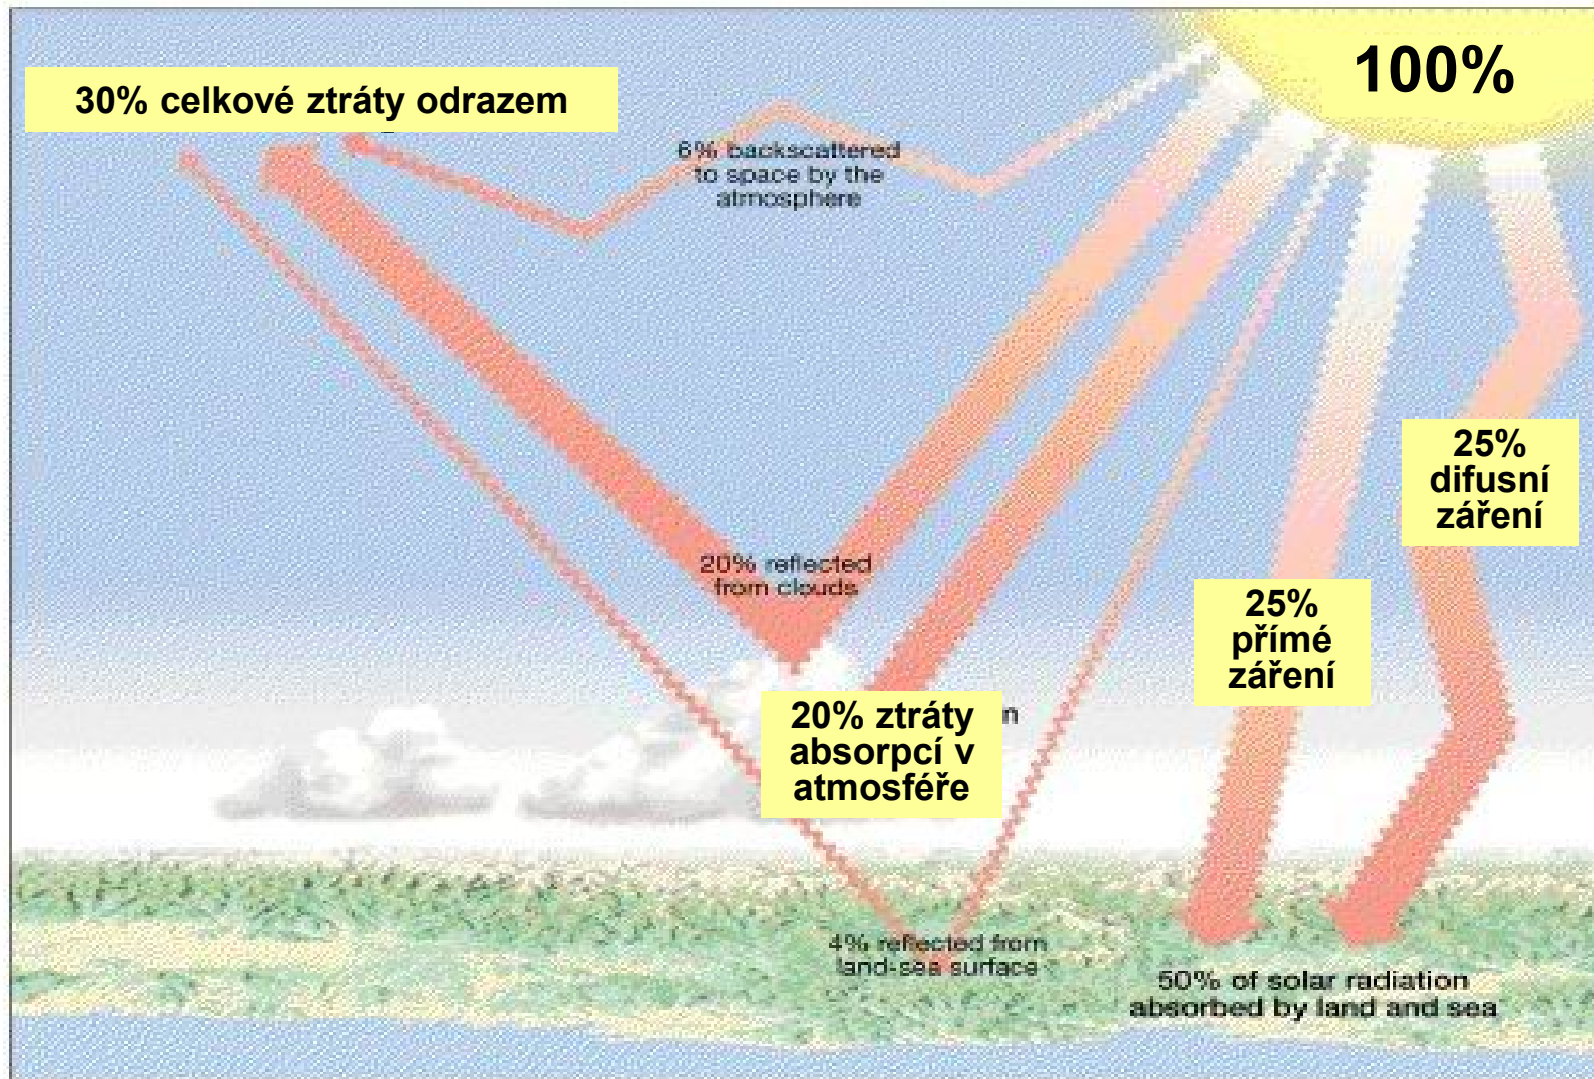 100%
30% celkové ztráty odrazem
6% backscattered
to space by the
atmosphere
25%
difusní
záření
20% reflected
from clouds
25%
přímé
záření
20% ztráty
absorpcí v
atmosféře
n
4% reflected from
land-sea surface
50% of solar radiation
absorbed by land and sea